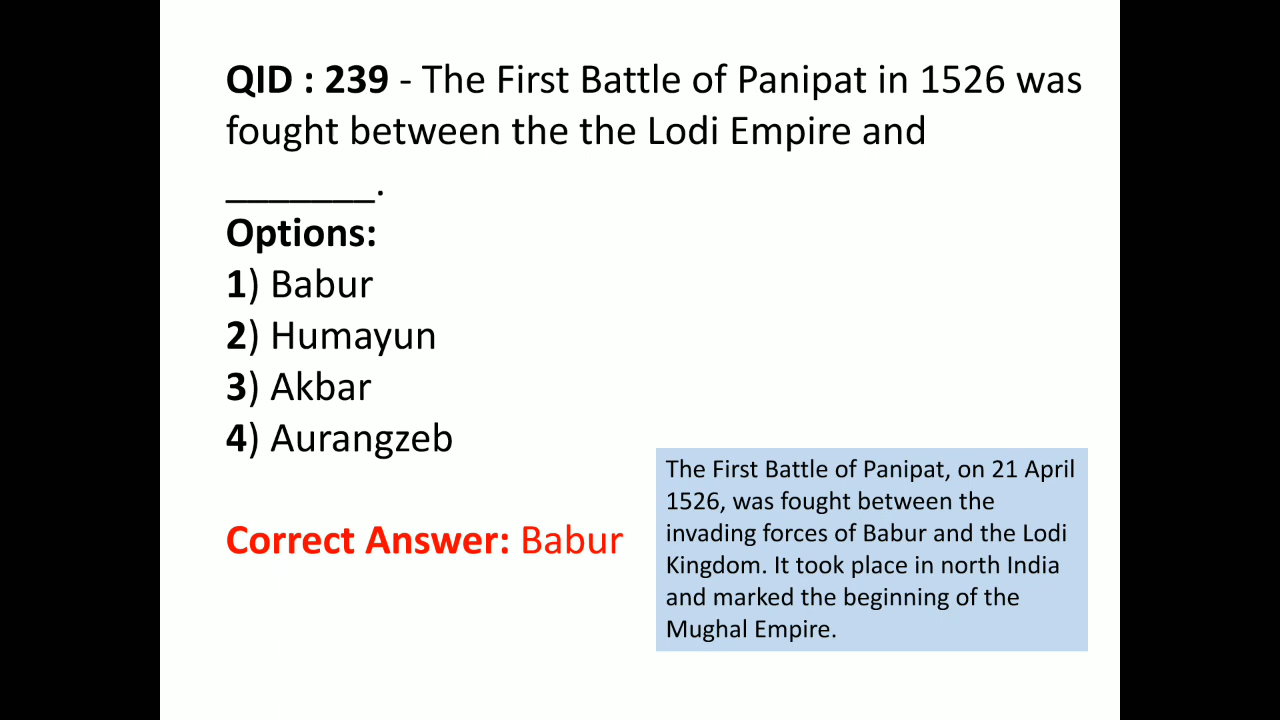 QID : 239 - The First Battle of Panipat in 1526 was
fought between the the Lodi Empire and
_______.
Options:
1) Babur
2) Humayun
3) Akbar
4) Aurangzeb
Correct Answer: Babur
The First Battle of Panipat, on 21 April
1526, was fought between the
invading forces of Babur and the Lodi
Kingdom. It took place in north India
and marked the beginning of the
Mughal Empire.